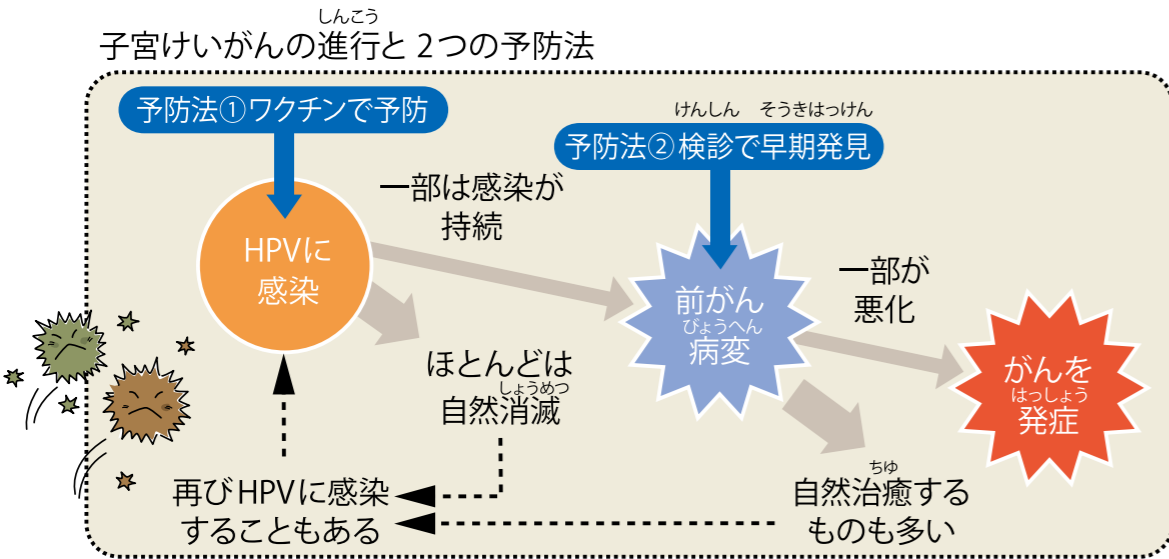 しんこう
子宮けいがんの進行と2つの予防法
予防法①ワクチンで予防
けんしん そうきはっけん
予防法②検診で早期発見
一部は感染が
持続
HPVに
感染
一部が
悪化
前がん
びょうへん
病変
ほとんどは
しょうめつ
自然消滅
がんを
はっしょう
発症
再びHPVに感染
することもある
ちゆ
自然治癒する
ものも多い